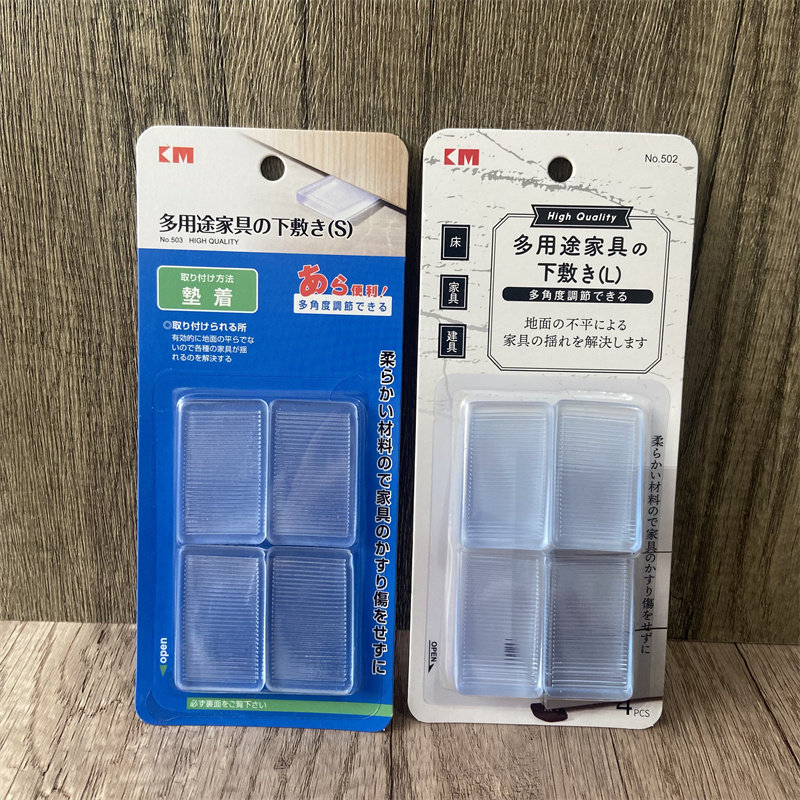 KM
多用途家具の下敷き(S)
No.503 HIGH QUALITY
取り付け方法
墊着
あら便利!
多角度調節できる
◎取り付けられる所
有効的に地面の平らでな
いので各種の家具が揺
れるのを解決する
柔らかい材料ので家具のかすり傷をせずに
open
必ず裏面をご覧下さい
KM
No.502
High Quality
床
家具
建具
多用途家具の
下敷き(L)
多角度調節できる
地面の不平による
家具の揺れを解決します
柔らかい材料ので家具のかすり傷をせずに
OPEN
4PCS